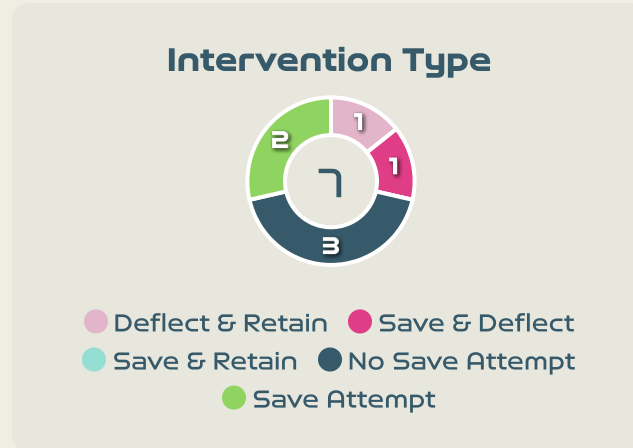 Intervention Type
1
2
1
7
3
Deflect & Retain Save & Deflect
Save & Retain No Save Attempt
Save Attempt